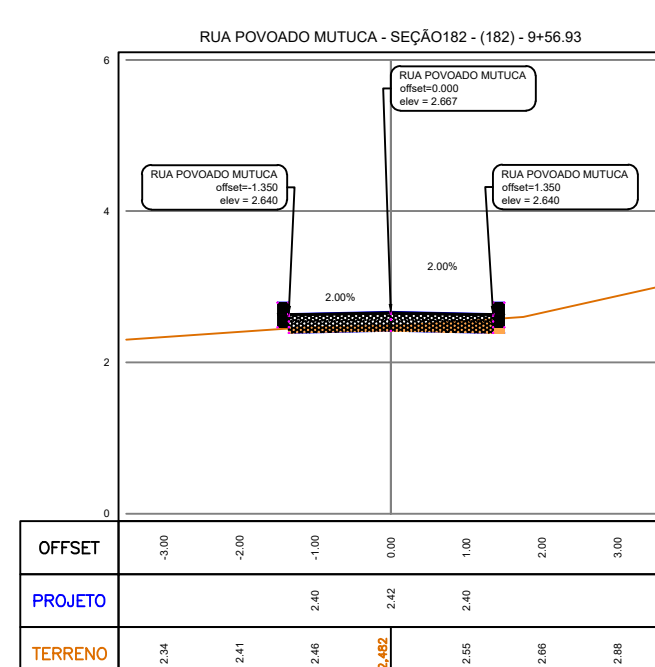 RUA POVOADO MUTUCA - SEÇÃO182 - (182) - 9+56.93
6
RUA POVOADO MUTUCA
offset=0.000
elev = 2.667
RUA POVOADO MUTUCA
offset=-1.350
elev = 2.640
RUA POVOADO MUTUCA
offset=1.350
elev = 2.640
4
2.00%
2.00%
2
0
OFFSET -3.00 -2.00 -1.00 0.00 1.00 2.00 3.00
PROJETO 2.40 2.42 2.40
TERRENO 2.34 2.41 2.46 2,482 2.55 2.66 2.88